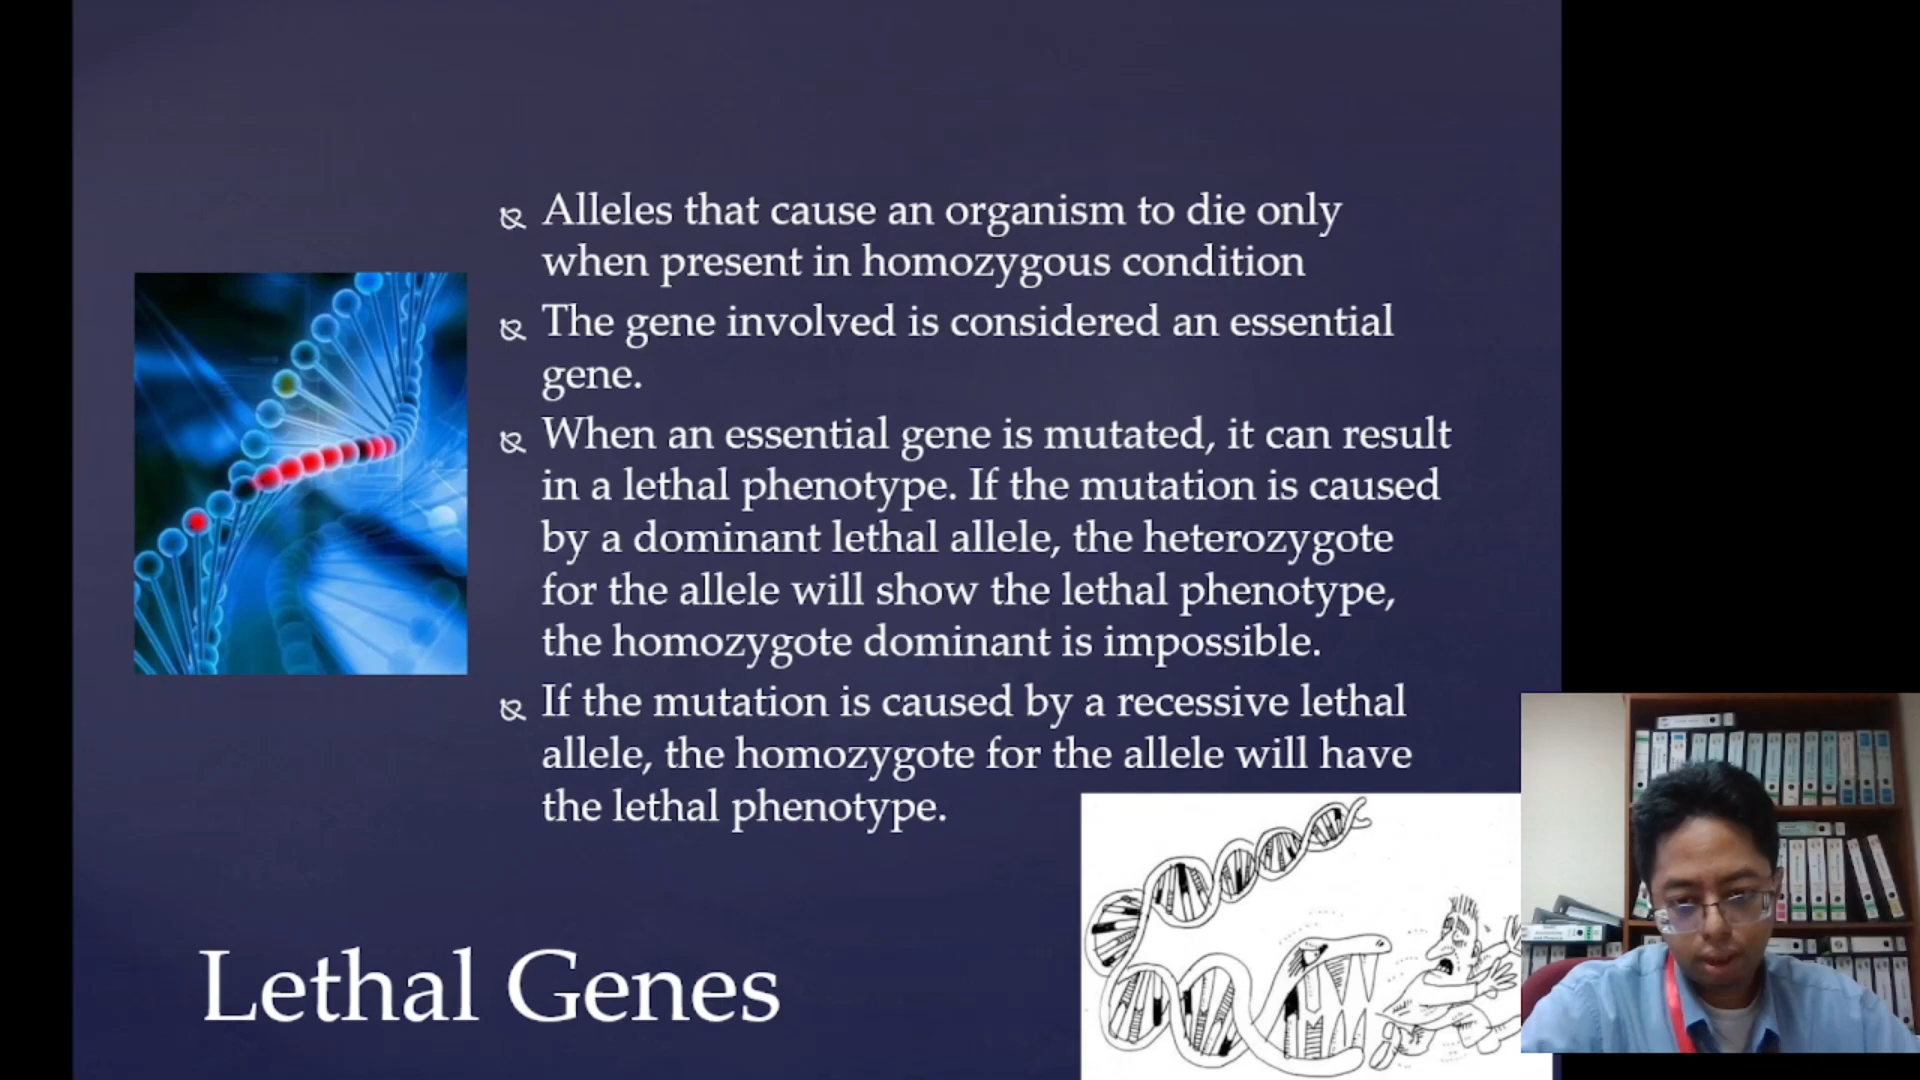 Alleles that cause an organism to die only
when present in homozygous condition
The gene involved is considered an essential
gene.
When an essential gene is mutated, it can result
in a lethal phenotype. If the mutation is caused
by a dominant lethal allele, the heterozygote
for the allele will show the lethal phenotype,
the homozygote dominant is impossible.
If the mutation is caused by a recessive lethal
allele, the homozygote for the allele will have
the lethal phenotype.
Lethal Genes